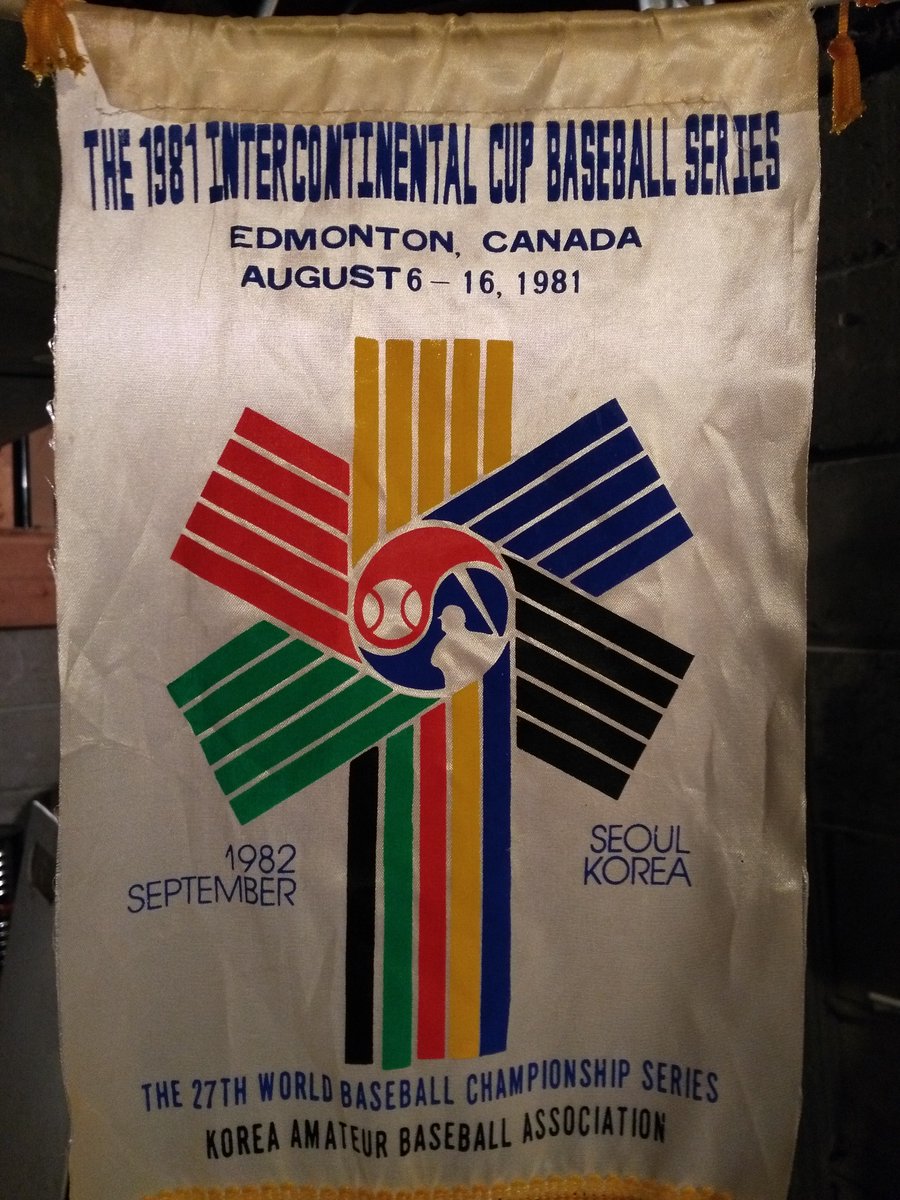 THE 1981 INTERCONTINENTAL CUP BASEBALL SERIES
EDMONTON, CANADA
AUGUST 6 – 16, 1981
1982
SEPTEMBER
SEOUL
KOREA
THE 27TH WORLD BASEBALL CHAMPIONSHIP SERIES
KOREA AMATEUR BASEBALL ASSOCIATION